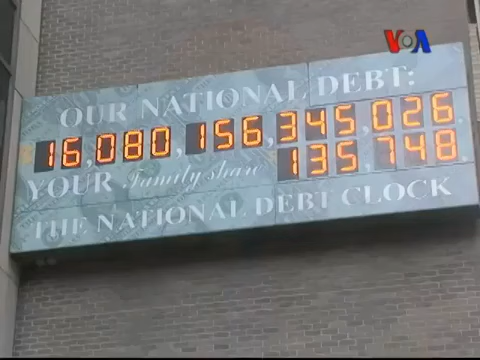 VOA
OUR NATIONAL DEBT:
16,080,156,345,026
YOUR Family share 135,748
THE NATIONAL DEBT CLOCK